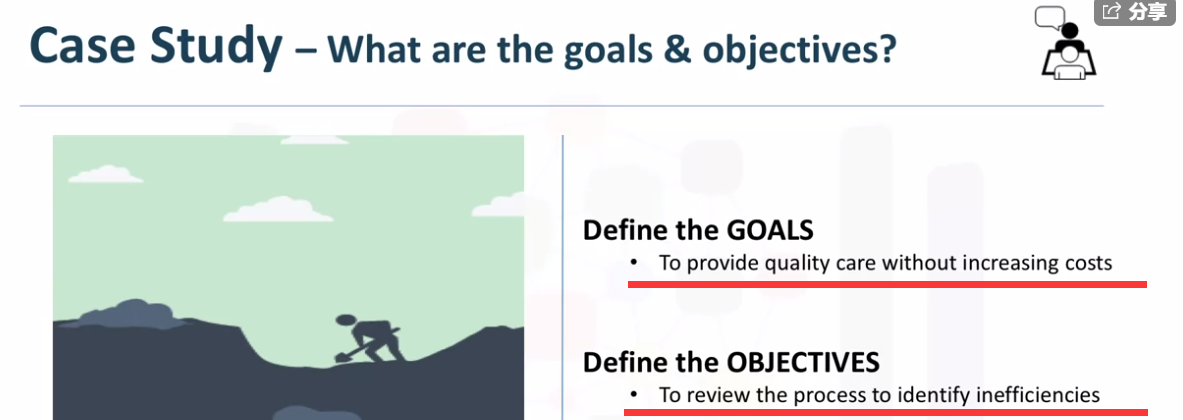 分享
Case Study – What are the goals & objectives?
Define the GOALS
• To provide quality care without increasing costs
Define the OBJECTIVES
• To review the process to identify inefficiencies